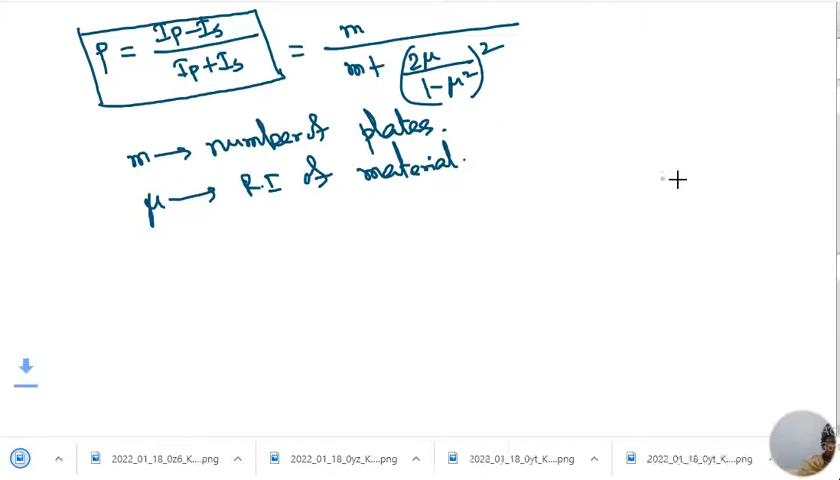 P = (Ip-Is)/(Ip+Is) = m/(m+(2μ/(1-μ²))²)
m → number of plates.
μ → R.I of material.
2022_01_18_0z6_K....png
2022_01_18_0yz_K....png
2022_01_18_0yt_K....png
2022_01_18_0yt_K....png